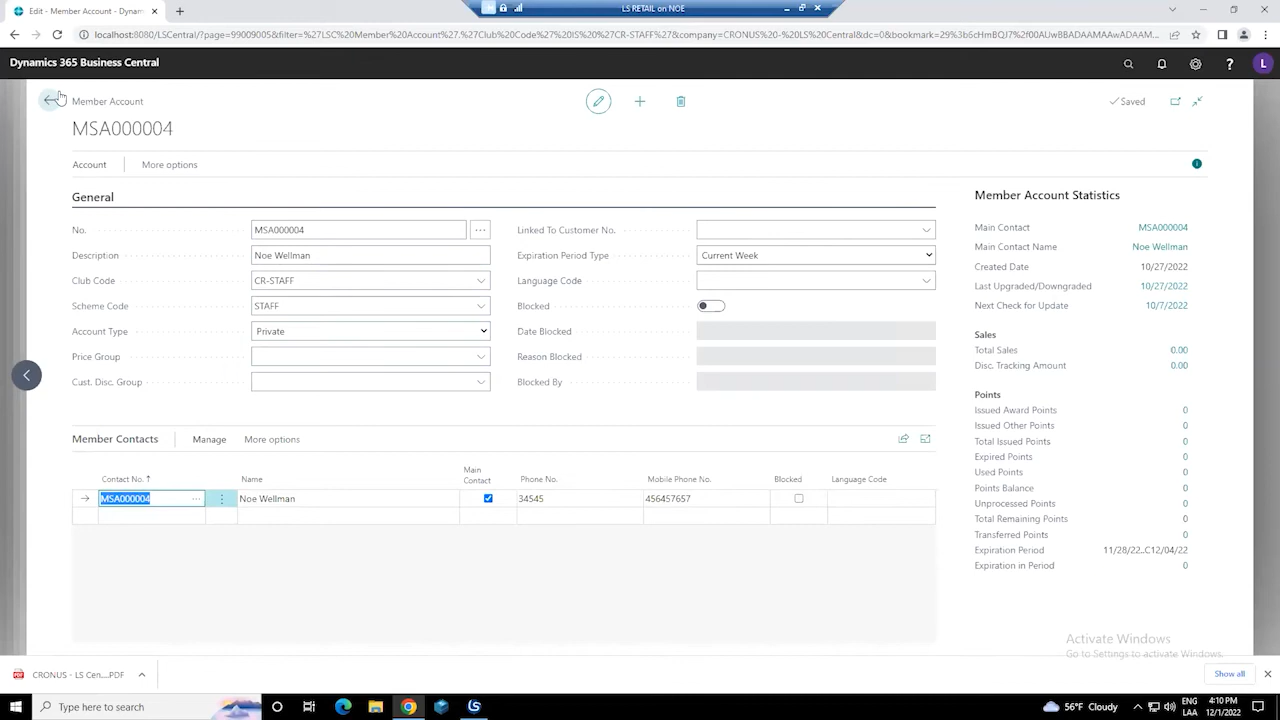 Edit - Member Account - Dynam
LS RETAIL on NOE
localhost:8080/LSCentral/?page=99009005&filter=%27LSC%20Member%20Account%27.%27Club%20Code%27%20IS%20%27CR-STAFF%27&company=CRONUS%20-%20LS%20Central&dc=0&bookmark=29%3b6cHmBQJ7%2f00AUwBBADAAMAAwADAAM...
Dynamics 365 Business Central
L
Member Account
Saved
MSA000004
Account
More options
General
No.
MSA000004
Description
Noe Wellman
Club Code
CR-STAFF
Scheme Code
STAFF
Account Type
Private
Price Group
Cust. Disc. Group
Linked To Customer No.
Expiration Period Type
Current Week
Language Code
Blocked
Date Blocked
Reason Blocked
Blocked By
Member Account Statistics
Main Contact MSA000004
Main Contact Name Noe Wellman
Created Date 10/27/2022
Last Upgraded/Downgraded 10/27/2022
Next Check for Update 10/7/2022
Sales
Total Sales 0.00
Disc. Tracking Amount 0.00
Points
Issued Award Points 0
Issued Other Points 0
Total Issued Points 0
Expired Points 0
Used Points 0
Points Balance 0
Unprocessed Points 0
Total Remaining Points 0
Transferred Points 0
Expiration Period 11/28/22..C12/04/22
Expiration in Period 0
Member Contacts
Manage
More options
Contact No. ↑ Name Main Contact Phone No. Mobile Phone No. Blocked Language Code
MSA000004 Noe Wellman 34545 456457657
Activate Windows
Go to Settings to activate Windows.
CRONUS - LS Cen....PDF
Show all
Type here to search
56°F Cloudy
ENG
LAA
4:10 PM
12/1/2022